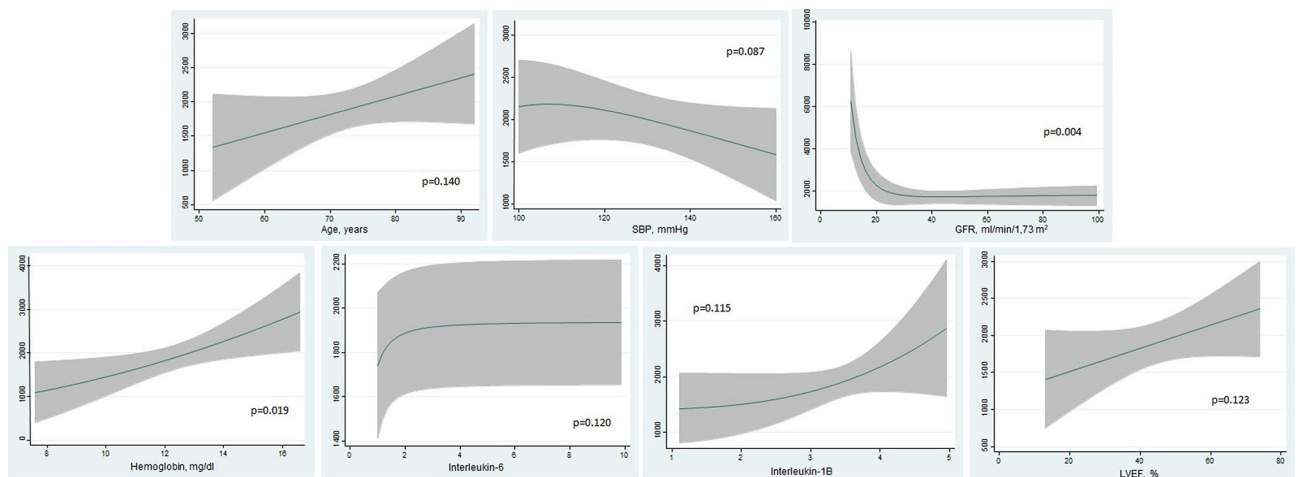 3000
2500
2000
1500
1000
500
50 60 70 80 90
Age, years
p=0.140
3000
2500
2000
1500
1000
100 120 140 160
SBP, mmHg
p=0.087
10000
8000
6000
4000
2000
0 20 40 60 80 100
GFR, ml/min/1,73 m²
p=0.004
4000
3000
2000
1000
0
8 10 12 14 16
Hemoglobin, mg/dl
p=0.019
2200
2000
1800
1600
1400
0 2 4 6 8 10
Interleukin-6
p=0.120
4000
3000
2000
1000
1 2 3 4 5
Interleukin-1B
p=0.115
3000
2500
2000
1500
1000
500
0 20 40 60 80
LVEF, %
p=0.123